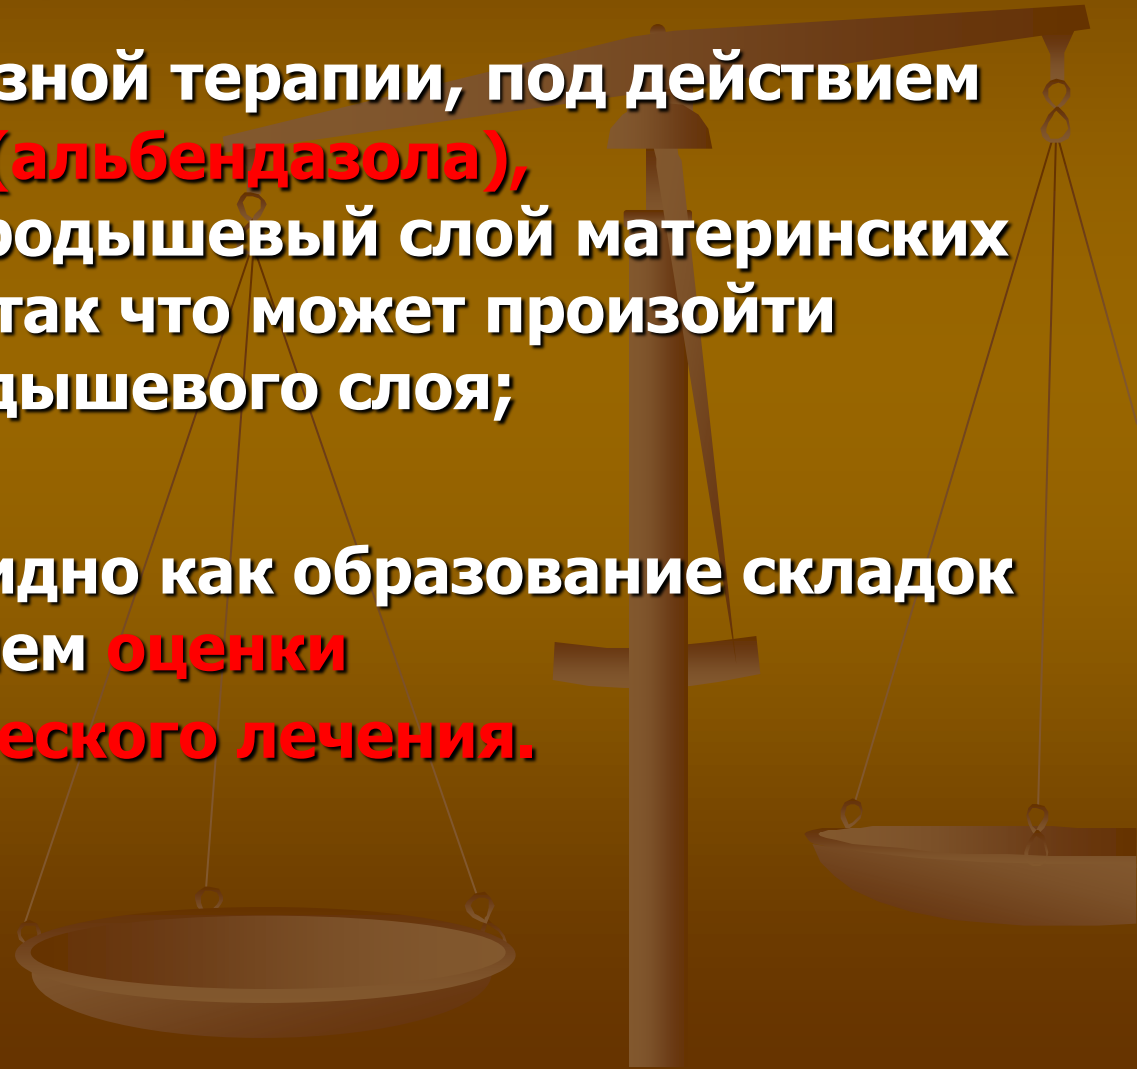 зной терапии, под действием
(альбендазола),
родышевый слой материнских
так что может произойти
дышевого слоя;
идно как образование складок
ем оценки
еского лечения.